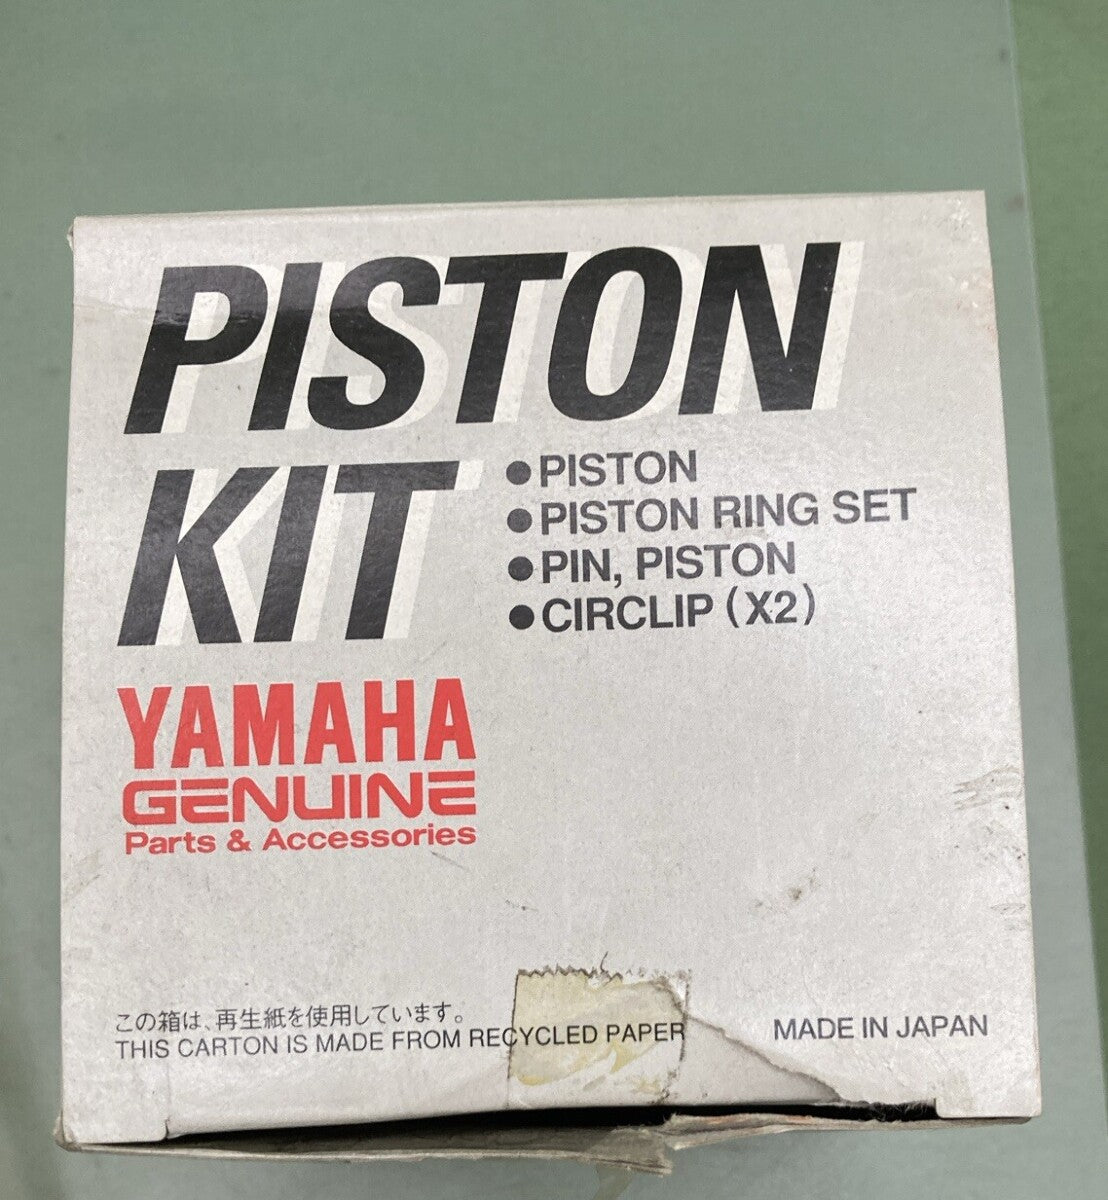 PISTON
KIT
●PISTON
●PISTON RING SET
●PIN, PISTON
●CIRCLIP (X2)
YAMAHA
GENUINE
Parts & Accessories
この箱は、再生紙を使用しています。
THIS CARTON IS MADE FROM RECYCLED PAPER
MADE IN JAPAN